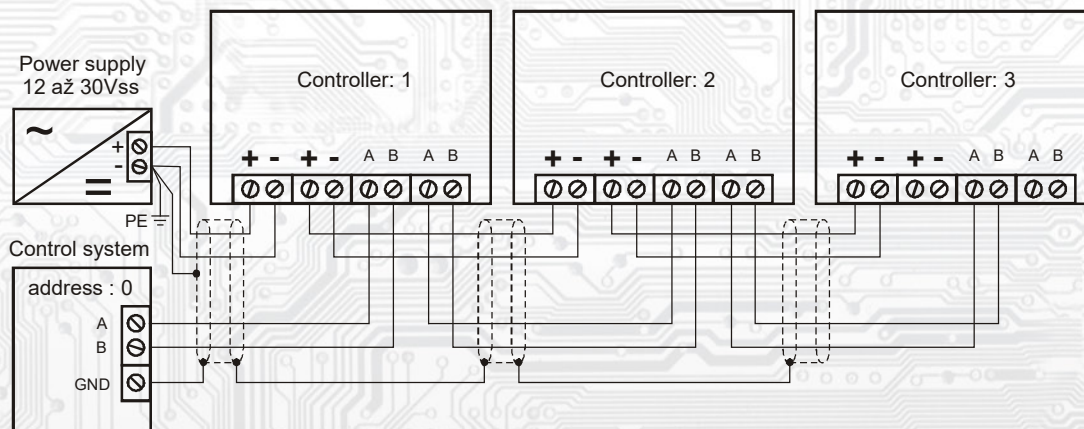 Power supply
12 až 30Vss
~
=
+
-
PE
Controller: 1
+ - + - A B A B
Controller: 2
+ - + - A B A B
Controller: 3
+ - + - A B A B
Control system
address : 0
A
B
GND